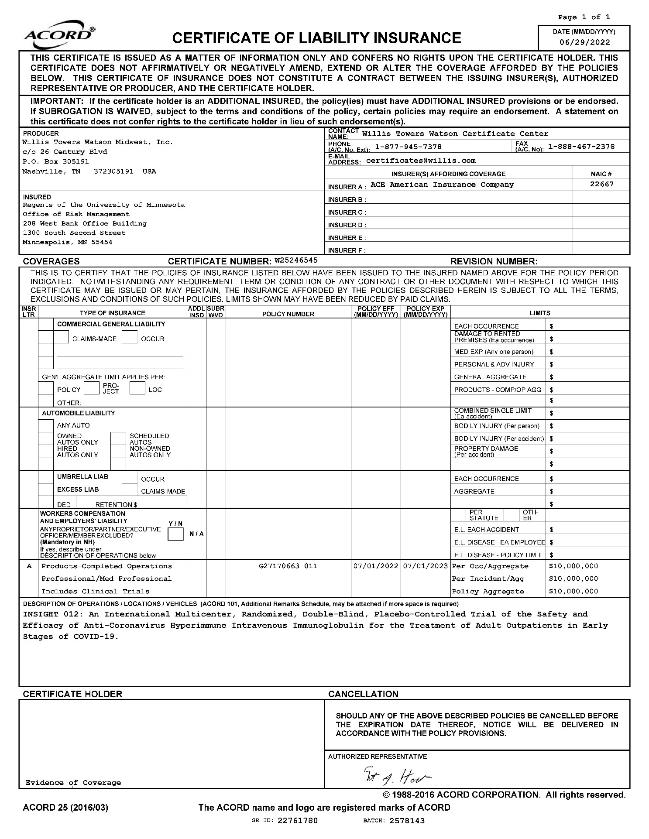 Page 1 of 1
ACORD®
CERTIFICATE OF LIABILITY INSURANCE
DATE (MM/DD/YYYY)
06/29/2022
THIS CERTIFICATE IS ISSUED AS A MATTER OF INFORMATION ONLY AND CONFERS NO RIGHTS UPON THE CERTIFICATE HOLDER. THIS
CERTIFICATE DOES NOT AFFIRMATIVELY OR NEGATIVELY AMEND, EXTEND OR ALTER THE COVERAGE AFFORDED BY THE POLICIES
BELOW. THIS CERTIFICATE OF INSURANCE DOES NOT CONSTITUTE A CONTRACT BETWEEN THE ISSUING INSURER(S), AUTHORIZED
REPRESENTATIVE OR PRODUCER, AND THE CERTIFICATE HOLDER.
IMPORTANT: If the certificate holder is an ADDITIONAL INSURED, the policy(ies) must have ADDITIONAL INSURED provisions or be endorsed.
If SUBROGATION IS WAIVED, subject to the terms and conditions of the policy, certain policies may require an endorsement. A statement on
this certificate does not confer rights to the certificate holder in lieu of such endorsement(s).
PRODUCER
Willis Towers Watson Midwest, Inc.
c/o 26 Century Blvd
P.O. Box 305191
Nashville, TN 372305191 USA
CONTACT NAME: Willis Towers Watson Certificate Center
PHONE (A/C, No, Ext): 1-877-945-7378
FAX (A/C, No): 1-888-467-2378
E-MAIL ADDRESS: certificates@willis.com
INSURER(S) AFFORDING COVERAGE NAIC #
INSURER A : ACE American Insurance Company 22667
INSURED
Regents of the University of Minnesota
Office of Risk Management
208 West Bank Office Building
1300 South Second Street
Minneapolis, MN 55454
INSURER B :
INSURER C :
INSURER D :
INSURER E :
INSURER F :
COVERAGES CERTIFICATE NUMBER: W25246545 REVISION NUMBER:
THIS IS TO CERTIFY THAT THE POLICIES OF INSURANCE LISTED BELOW HAVE BEEN ISSUED TO THE INSURED NAMED ABOVE FOR THE POLICY PERIOD
INDICATED. NOTWITHSTANDING ANY REQUIREMENT, TERM OR CONDITION OF ANY CONTRACT OR OTHER DOCUMENT WITH RESPECT TO WHICH THIS
CERTIFICATE MAY BE ISSUED OR MAY PERTAIN, THE INSURANCE AFFORDED BY THE POLICIES DESCRIBED HEREIN IS SUBJECT TO ALL THE TERMS,
EXCLUSIONS AND CONDITIONS OF SUCH POLICIES. LIMITS SHOWN MAY HAVE BEEN REDUCED BY PAID CLAIMS.
INSR LTR TYPE OF INSURANCE ADDL INSD SUBR WVD POLICY NUMBER POLICY EFF (MM/DD/YYYY) POLICY EXP (MM/DD/YYYY) LIMITS
COMMERCIAL GENERAL LIABILITY
CLAIMS-MADE OCCUR
GEN'L AGGREGATE LIMIT APPLIES PER:
POLICY PRO-JECT LOC
OTHER:
EACH OCCURRENCE $
DAMAGE TO RENTED PREMISES (Ea occurrence) $
MED EXP (Any one person) $
PERSONAL & ADV INJURY $
GENERAL AGGREGATE $
PRODUCTS - COMP/OP AGG $
$
AUTOMOBILE LIABILITY
ANY AUTO
OWNED AUTOS ONLY SCHEDULED AUTOS
HIRED AUTOS ONLY NON-OWNED AUTOS ONLY
COMBINED SINGLE LIMIT (Ea accident) $
BODILY INJURY (Per person) $
BODILY INJURY (Per accident) $
PROPERTY DAMAGE (Per accident) $
$
UMBRELLA LIAB OCCUR
EXCESS LIAB CLAIMS-MADE
DED RETENTION $
EACH OCCURRENCE $
AGGREGATE $
$
WORKERS COMPENSATION
AND EMPLOYERS' LIABILITY Y / N
ANYPROPRIETOR/PARTNER/EXECUTIVE
OFFICER/MEMBER EXCLUDED? N / A
(Mandatory in NH)
If yes, describe under
DESCRIPTION OF OPERATIONS below
PER STATUTE OTH-ER
E.L. EACH ACCIDENT $
E.L. DISEASE - EA EMPLOYEE $
E.L. DISEASE - POLICY LIMIT $
A Products Completed Operations G27170663 011 07/01/2022 07/01/2023 Per Occ/Aggregate $10,000,000
Professional/Med Professional Per Incident/Agg $10,000,000
Includes Clinical Trials Policy Aggregate $10,000,000
DESCRIPTION OF OPERATIONS / LOCATIONS / VEHICLES (ACORD 101, Additional Remarks Schedule, may be attached if more space is required)
INSIGHT 012: An International Multicenter, Randomized, Double-Blind, Placebo-Controlled Trial of the Safety and
Efficacy of Anti-Coronavirus Hyperimmune Intravenous Immunoglobulin for the Treatment of Adult Outpatients in Early
Stages of COVID-19.
CERTIFICATE HOLDER CANCELLATION
SHOULD ANY OF THE ABOVE DESCRIBED POLICIES BE CANCELLED BEFORE
THE EXPIRATION DATE THEREOF, NOTICE WILL BE DELIVERED IN
ACCORDANCE WITH THE POLICY PROVISIONS.
AUTHORIZED REPRESENTATIVE
Evidence of Coverage
© 1988-2016 ACORD CORPORATION. All rights reserved.
ACORD 25 (2016/03) The ACORD name and logo are registered marks of ACORD
SR ID: 22761780 BATCH: 2578143